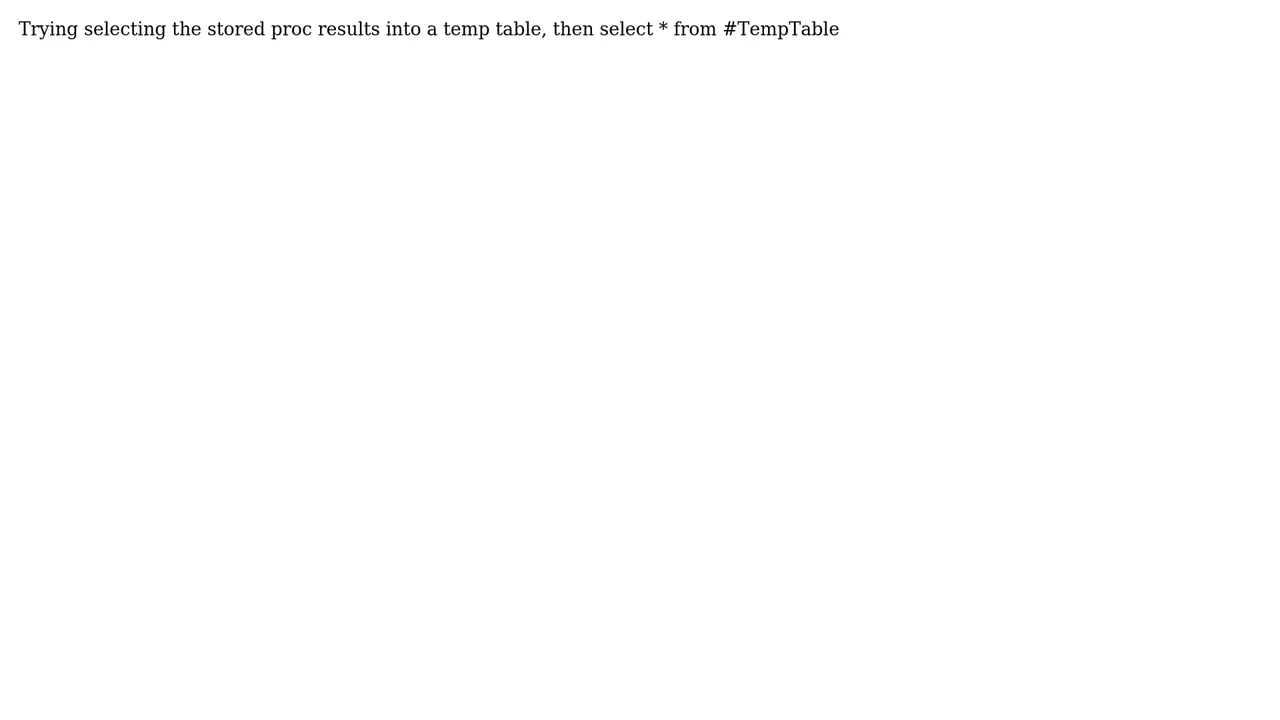 Trying selecting the stored proc results into a temp table, then select * from #TempTable